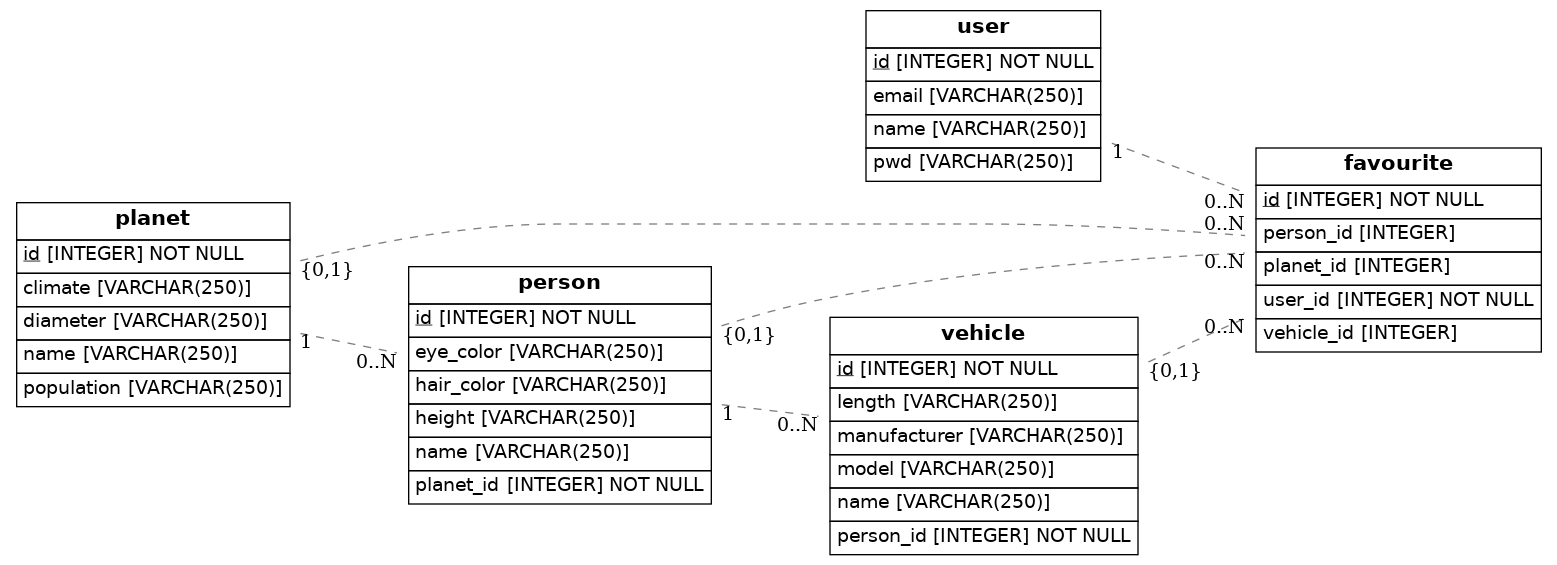 user
id [INTEGER] NOT NULL
email [VARCHAR(250)]
name [VARCHAR(250)]
pwd [VARCHAR(250)]
1
0..N
favourite
id [INTEGER] NOT NULL
person_id [INTEGER]
planet_id [INTEGER]
user_id [INTEGER] NOT NULL
vehicle_id [INTEGER]
0..N
0..N
0..N
planet
id [INTEGER] NOT NULL
climate [VARCHAR(250)]
diameter [VARCHAR(250)]
name [VARCHAR(250)]
population [VARCHAR(250)]
{0,1}
1
0..N
person
id [INTEGER] NOT NULL
eye_color [VARCHAR(250)]
hair_color [VARCHAR(250)]
height [VARCHAR(250)]
name [VARCHAR(250)]
planet_id [INTEGER] NOT NULL
{0,1}
1
0..N
vehicle
id [INTEGER] NOT NULL
length [VARCHAR(250)]
manufacturer [VARCHAR(250)]
model [VARCHAR(250)]
name [VARCHAR(250)]
person_id [INTEGER] NOT NULL
{0,1}